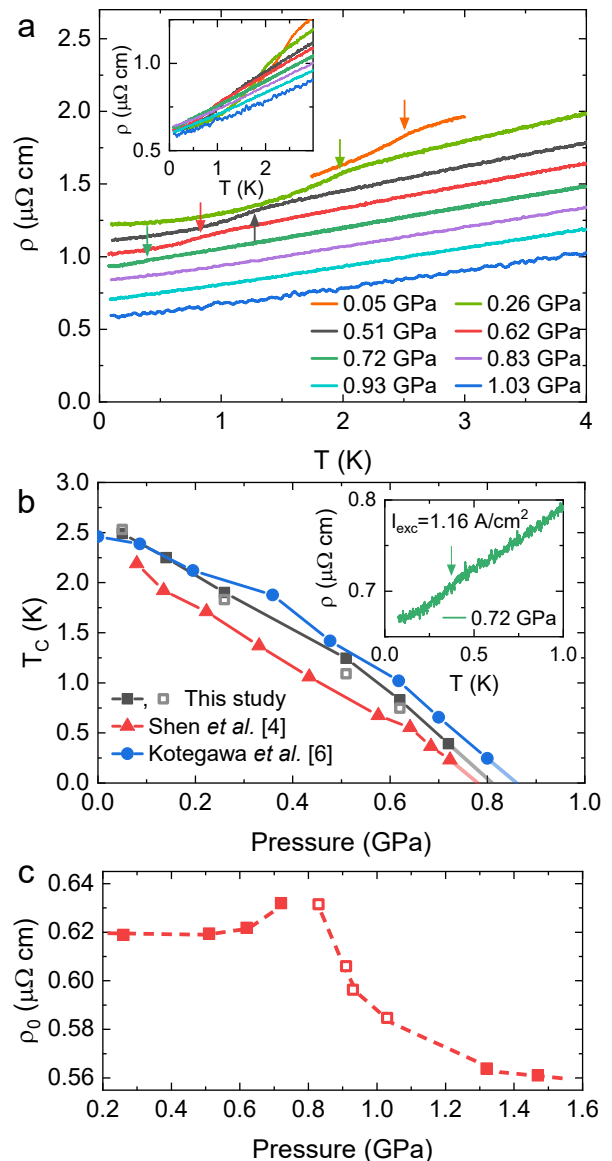 a
2.5
2.0
1.5
1.0
0.5
0.0
ρ (μΩ cm)
1.0
0.5
ρ (μΩ cm)
0
2
T (K)
0.05 GPa
0.26 GPa
0.51 GPa
0.62 GPa
0.72 GPa
0.83 GPa
0.93 GPa
1.03 GPa
0
1
2
3
4
T (K)
b
3.0
2.5
2.0
1.5
1.0
0.5
0.0
T_C (K)
0.8
0.7
ρ (μΩ cm)
I_exc=1.16 A/cm²
0.72 GPa
0.0
0.5
1.0
T (K)
, This study
Shen et al. [4]
Kotegawa et al. [6]
0.0
0.2
0.4
0.6
0.8
1.0
Pressure (GPa)
c
0.64
0.62
0.60
0.58
0.56
ρ₀ (μΩ cm)
0.2
0.4
0.6
0.8
1.0
1.2
1.4
1.6
Pressure (GPa)